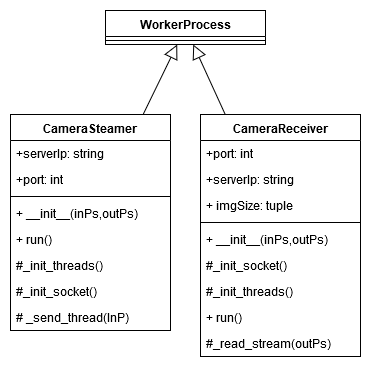 WorkerProcess
CameraSteamer
+serverIp: string
+port: int
+ __init__(inPs,outPs)
+ run()
#_init_threads()
#_init_socket()
# _send_thread(InP)
CameraReceiver
+port: int
+serverIp: string
+ imgSize: tuple
+ __init__(inPs,outPs)
#_init_socket()
#_init_threads()
+ run()
#_read_stream(outPs)